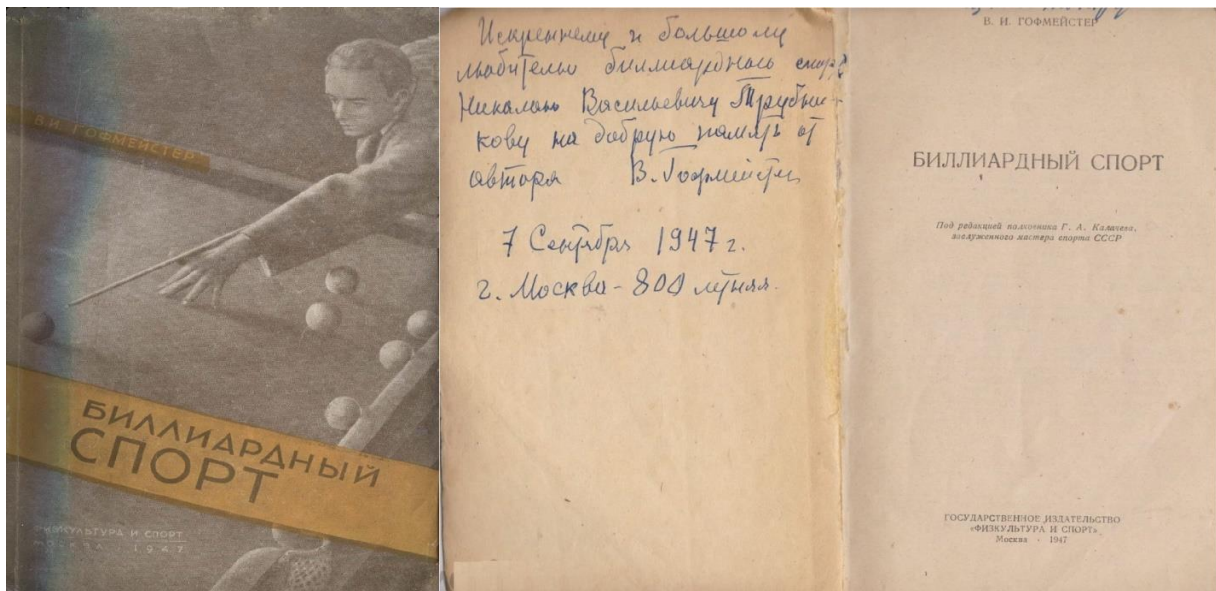 В. И. ГОФМЕЙСТЕР
БИЛЛИАРДНЫЙ
СПОРТ
ФИЗКУЛЬТУРА И СПОРТ
МОСКВА 1947
Искреннему и большому
любителю биллиардного спорта
Николаю Васильевичу Трубни-
кову на добрую память от
автора В. Гофмейстер
7 Сентября 1947 г.
г. Москва - 800 летняя.
В. И. ГОФМЕЙСТЕР
БИЛЛИАРДНЫЙ СПОРТ
Под редакцией полковника Г. А. Калачева,
заслуженного мастера спорта СССР
ГОСУДАРСТВЕННОЕ ИЗДАТЕЛЬСТВО
«ФИЗКУЛЬТУРА И СПОРТ»
Москва - 1947